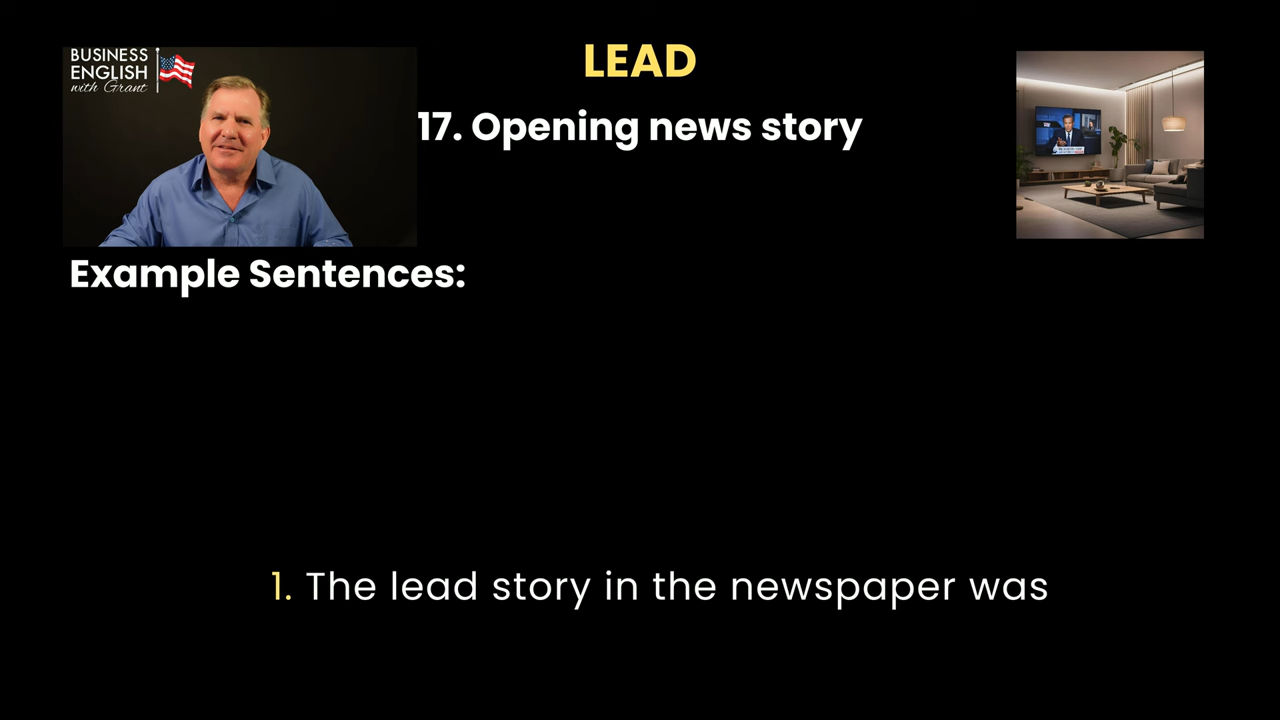 BUSINESS
ENGLISH
with Grant
LEAD
17. Opening news story
Example Sentences:
1. The lead story in the newspaper was